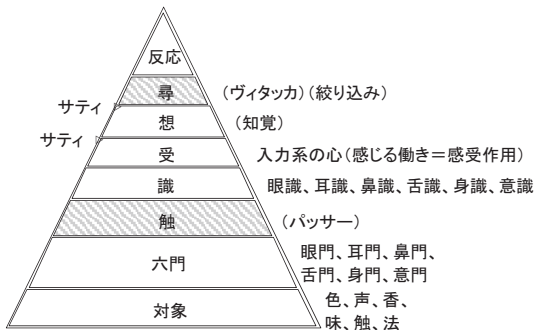 反応
尋 (ヴィタッカ)(絞り込み)
サティ
想 (知覚)
サティ
受 入力系の心(感じる働き=感受作用)
識 眼識、耳識、鼻識、舌識、身識、意識
触 (パッサー)
六門 眼門、耳門、鼻門、
舌門、身門、意門
対象 色、声、香、
味、触、法